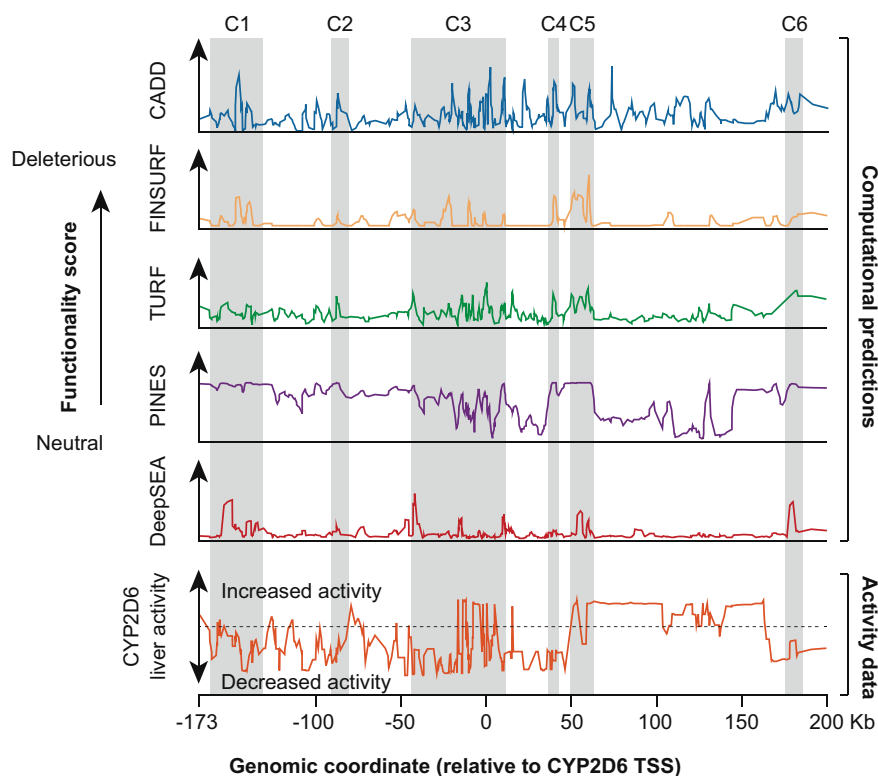 C1 C2 C3 C4 C5 C6
CADD
FINSURF
TURF
PINES
DeepSEA
CYP2D6
liver activity
Deleterious
Functionality score
Neutral
Computational predictions
Activity data
Increased activity
Decreased activity
-173 -100 -50 0 50 100 150 200 Kb
Genomic coordinate (relative to CYP2D6 TSS)